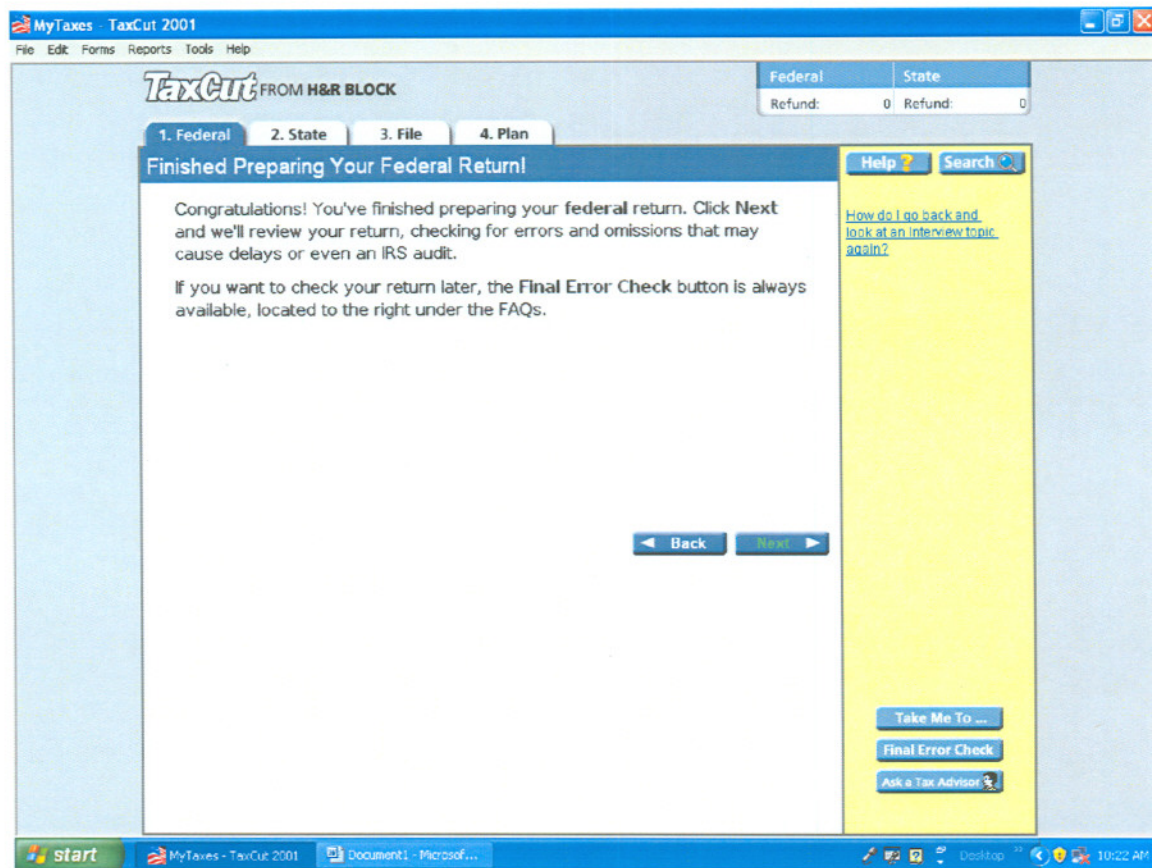 MyTaxes - TaxCut 2001
File Edit Forms Reports Tools Help
TaxCut FROM H&R BLOCK
Federal State
Refund: 0 Refund: 0
1. Federal 2. State 3. File 4. Plan
Finished Preparing Your Federal Return!
Help ? Search
Congratulations! You've finished preparing your federal return. Click Next
and we'll review your return, checking for errors and omissions that may
cause delays or even an IRS audit.
If you want to check your return later, the Final Error Check button is always
available, located to the right under the FAQs.
How do I go back and
look at an Interview topic
again?
Back Next
Take Me To ...
Final Error Check
Ask a Tax Advisor
start MyTaxes - TaxCut 2001 Document1 - Microsof... Desktop » 10:22 AM